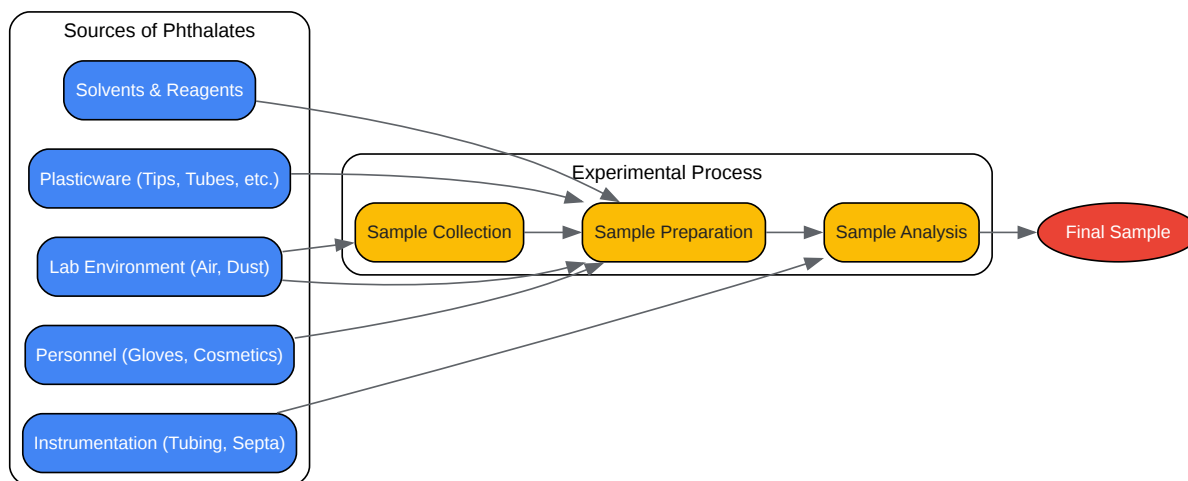 Sources of Phthalates
Solvents & Reagents
Plasticware (Tips, Tubes, etc.)
Lab Environment (Air, Dust)
Personnel (Gloves, Cosmetics)
Instrumentation (Tubing, Septa)
Experimental Process
Sample Collection
Sample Preparation
Sample Analysis
Final Sample